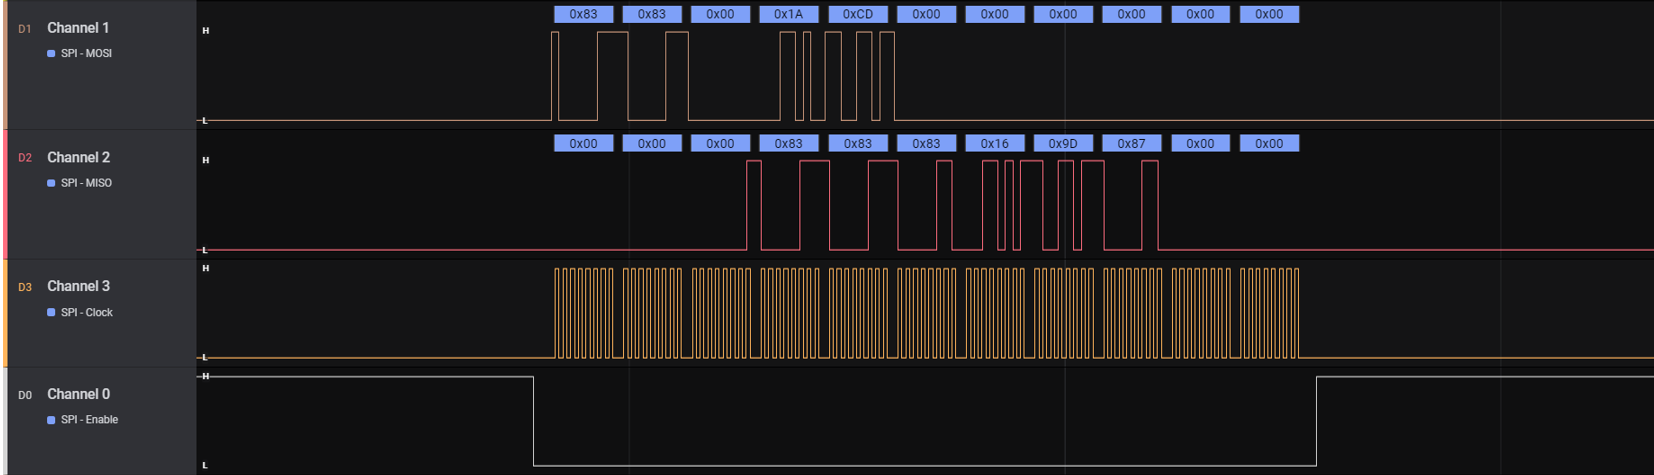 0x83 0x83 0x00 0x1A 0xCD 0x00 0x00 0x00 0x00 0x00 0x00
D1 Channel 1 H
SPI - MOSI
L
0x00 0x00 0x00 0x83 0x83 0x83 0x16 0x9D 0x87 0x00 0x00
D2 Channel 2 H
SPI - MISO
L
H
D3 Channel 3
SPI - Clock
L
H
D0 Channel 0
SPI - Enable
L